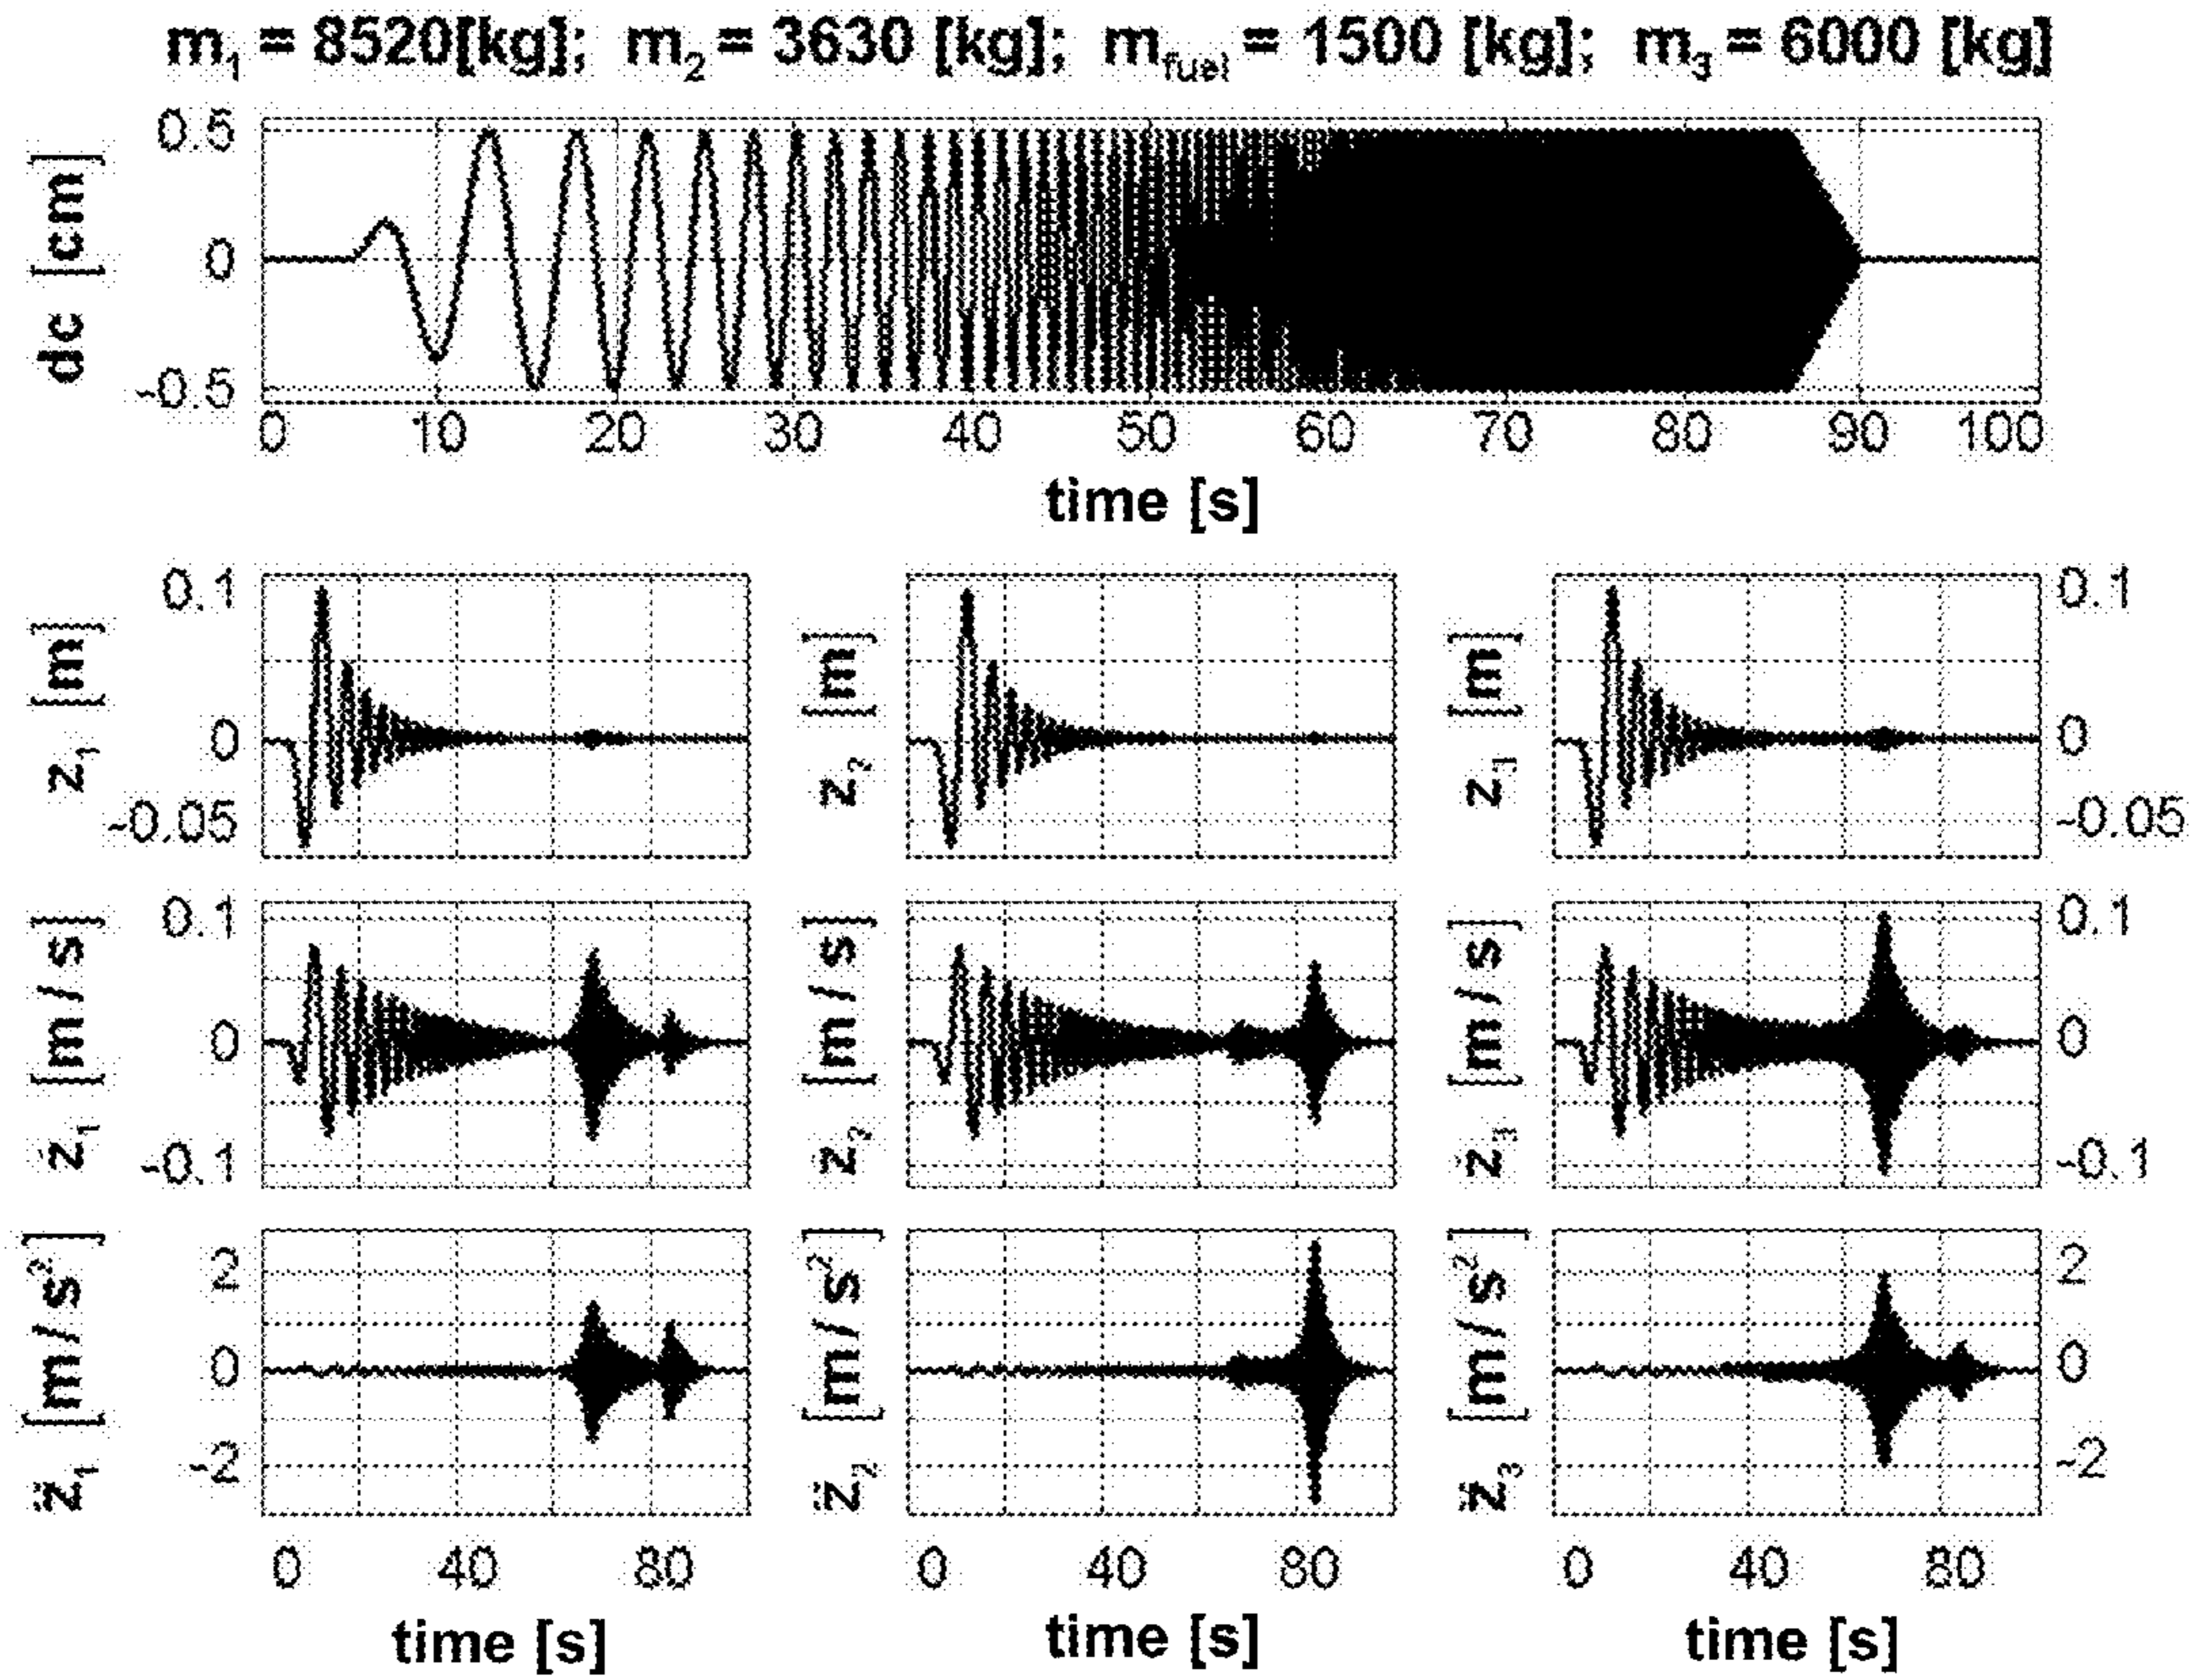 m₁ = 8520[kg]; m₂ = 3630 [kg]; m_fuel = 1500 [kg]; m₃ = 6000 [kg]
dc [cm]
0.5
0
-0.5
0 10 20 30 40 50 60 70 80 90 100
time [s]
z₁ [m]
0.1
0
-0.05
z₂ [m]
z₃ [m]
0.1
0
-0.05
ż₁ [m/s]
0.1
0
-0.1
ż₂ [m/s]
ż₃ [m/s]
0.1
0
-0.1
z̈₁ [m/s²]
2
0
-2
z̈₂ [m/s²]
z̈₃ [m/s²]
2
0
-2
0 40 80 0 40 80 0 40 80
time [s] time [s] time [s]